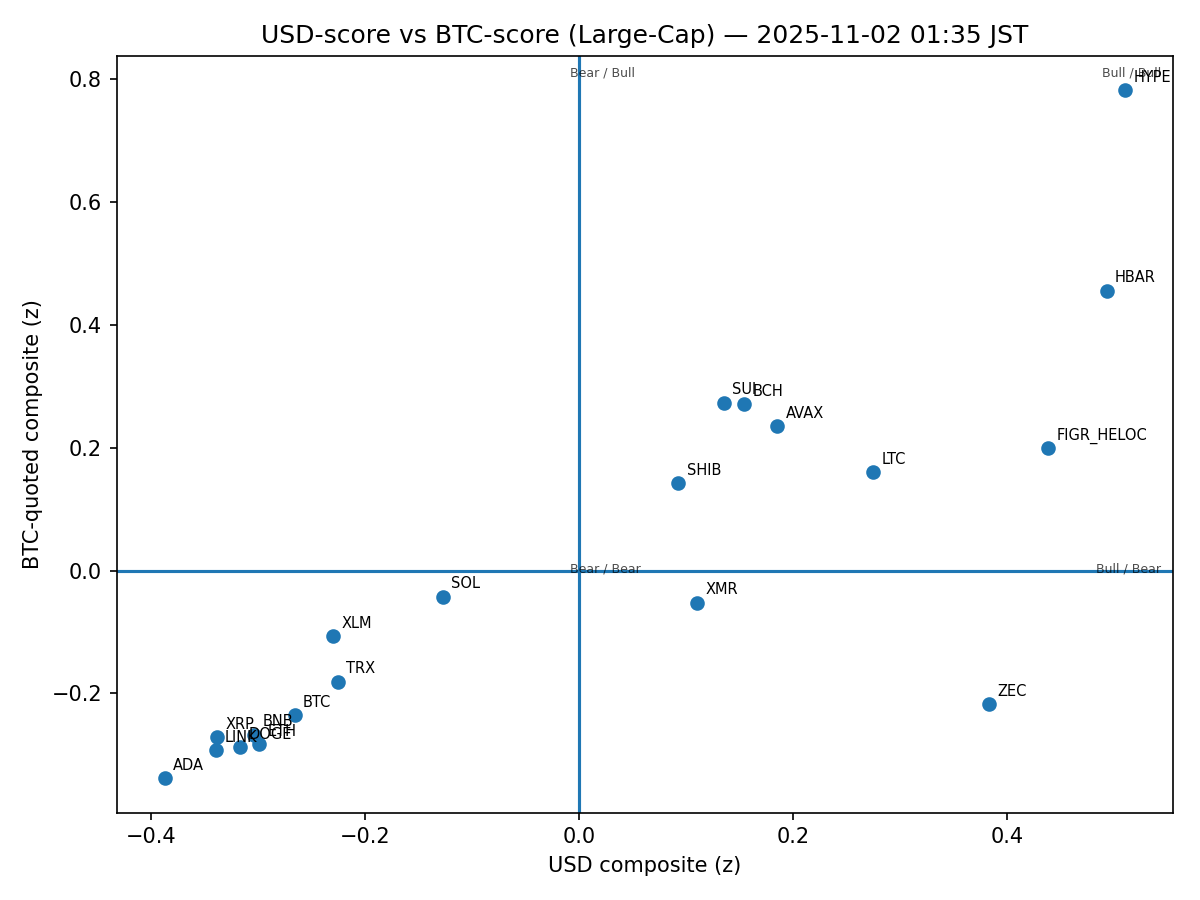 USD-score vs BTC-score (Large-Cap) — 2025-11-02 01:35 JST
Bear / Bull
Bull / Bull
HYPE
HBAR
SUI
BCH
AVAX
FIGR_HELOC
LTC
SHIB
Bear / Bear
Bull / Bear
SOL
XMR
XLM
TRX
ZEC
BTC
BNB
XRP
ETH
DOGE
LINK
ADA
0.8
0.6
0.4
0.2
0.0
−0.2
BTC-quoted composite (z)
−0.4
−0.2
0.0
0.2
0.4
USD composite (z)